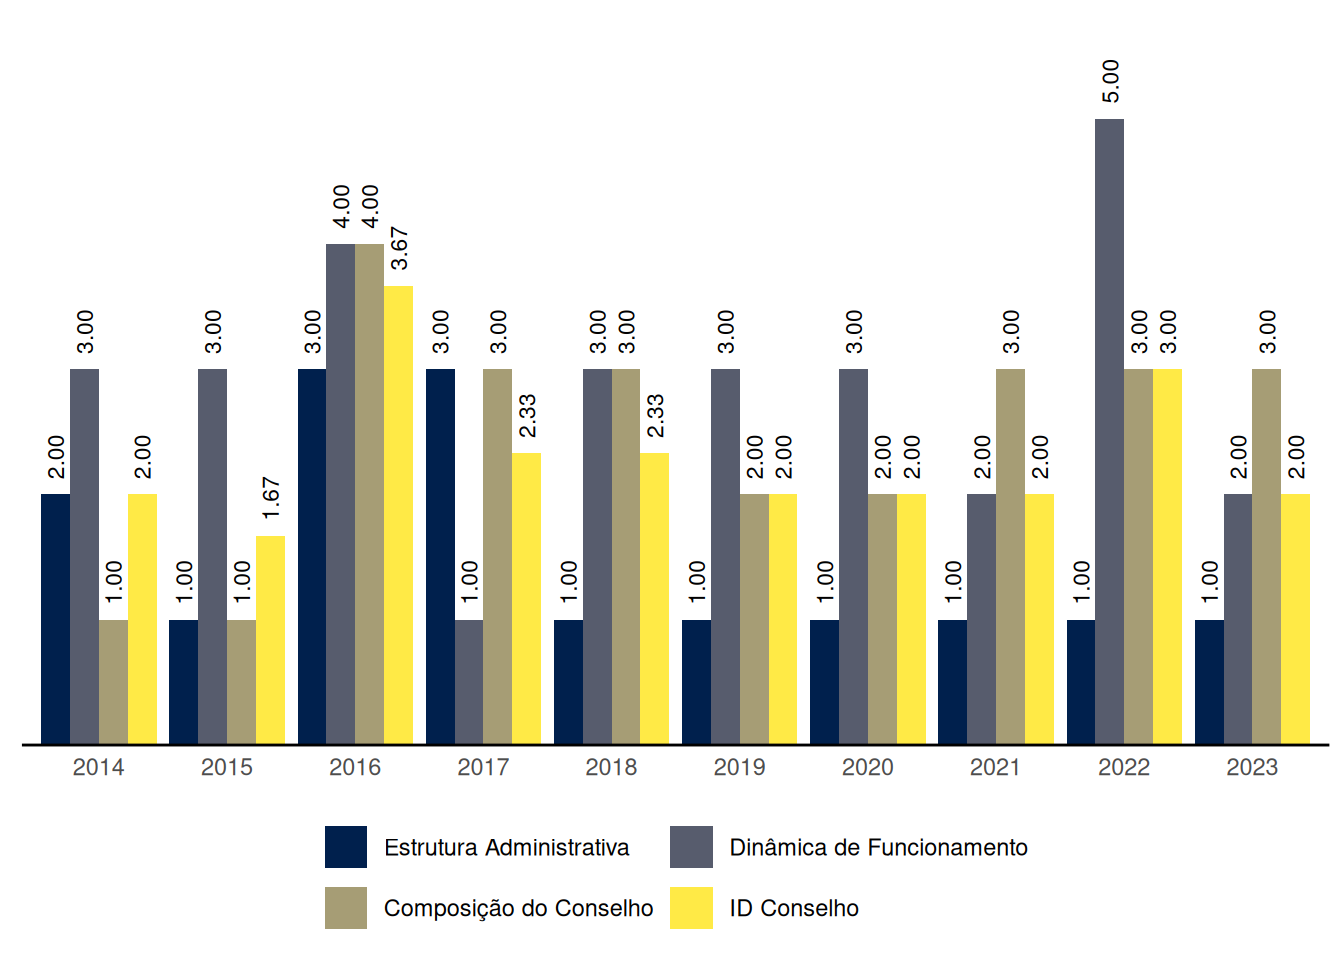 2.00 3.00 1.00 2.00
1.00 3.00 1.00 1.67
3.00 4.00 4.00 3.67
3.00 1.00 3.00 2.33
1.00 3.00 3.00 2.33
1.00 3.00 2.00 2.00
1.00 3.00 2.00 2.00
1.00 2.00 3.00 2.00
1.00 5.00 3.00 3.00
1.00 2.00 3.00 2.00
2014 2015 2016 2017 2018 2019 2020 2021 2022 2023
Estrutura Administrativa Dinâmica de Funcionamento
Composição do Conselho ID Conselho